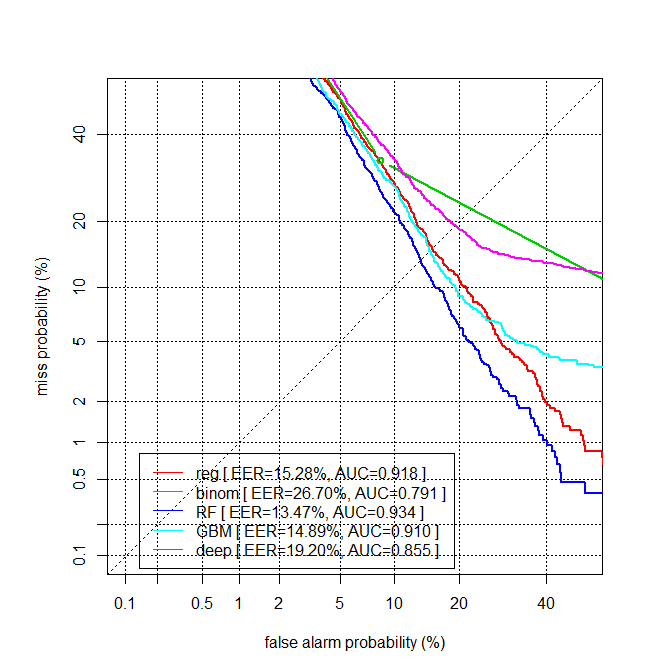 miss probability (%)
40
20
10
5
2
1
0.5
0.1
reg [ EER=15.28%, AUC=0.918 ]
binom [ EER=26.70%, AUC=0.791 ]
RF [ EER=13.47%, AUC=0.934 ]
GBM [ EER=14.89%, AUC=0.910 ]
deep [ EER=19.20%, AUC=0.855 ]
0.1 0.5 1 2 5 10 20 40
false alarm probability (%)